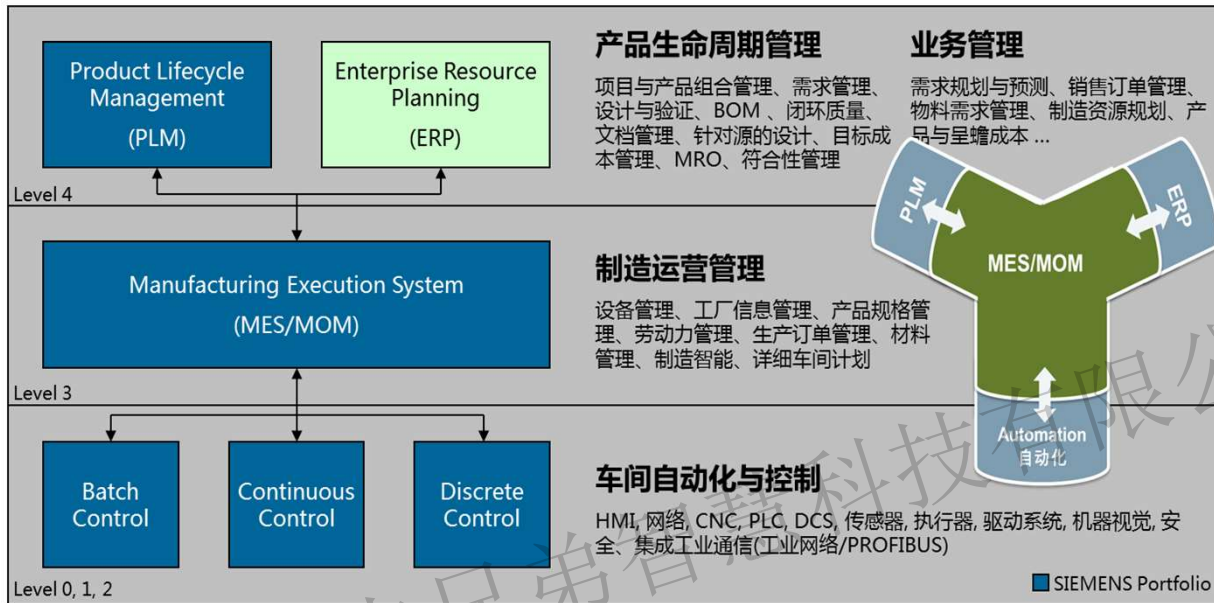 Product Lifecycle
Management
(PLM)
Enterprise Resource
Planning
(ERP)
Level 4
产品生命周期管理
项目与产品组合管理、需求管理、
设计与验证、BOM 、闭环质量、
文档管理、针对源的设计、目标成
本管理、MRO、符合性管理
业务管理
需求规划与预测、销售订单管理、
物料需求管理、制造资源规划、产
品与呈蟾成本 ...
PLM
ERP
MES/MOM
Automation
自动化
Manufacturing Execution System
(MES/MOM)
Level 3
制造运营管理
设备管理、工厂信息管理、产品规格管
理、劳动力管理、生产订单管理、材料
管理、制造智能、详细车间计划
Batch
Control
Continuous
Control
Discrete
Control
Level 0, 1, 2
车间自动化与控制
HMI, 网络, CNC, PLC, DCS, 传感器, 执行器, 驱动系统, 机器视觉, 安
全、集成工业通信(工业网络/PROFIBUS)
SIEMENS Portfolio
兄弟智慧科技有限公